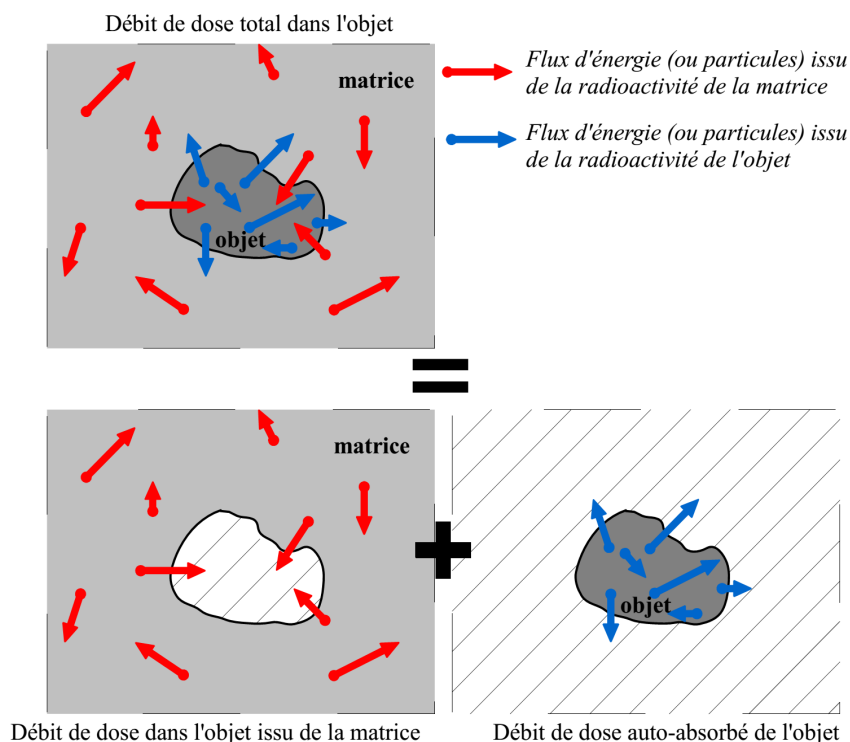 Débit de dose total dans l'objet
matrice
Flux d'énergie (ou particules) issu
de la radioactivité de la matrice
Flux d'énergie (ou particules) issu
de la radioactivité de l'objet
objet
matrice
objet
Débit de dose dans l'objet issu de la matrice
Débit de dose auto-absorbé de l'objet